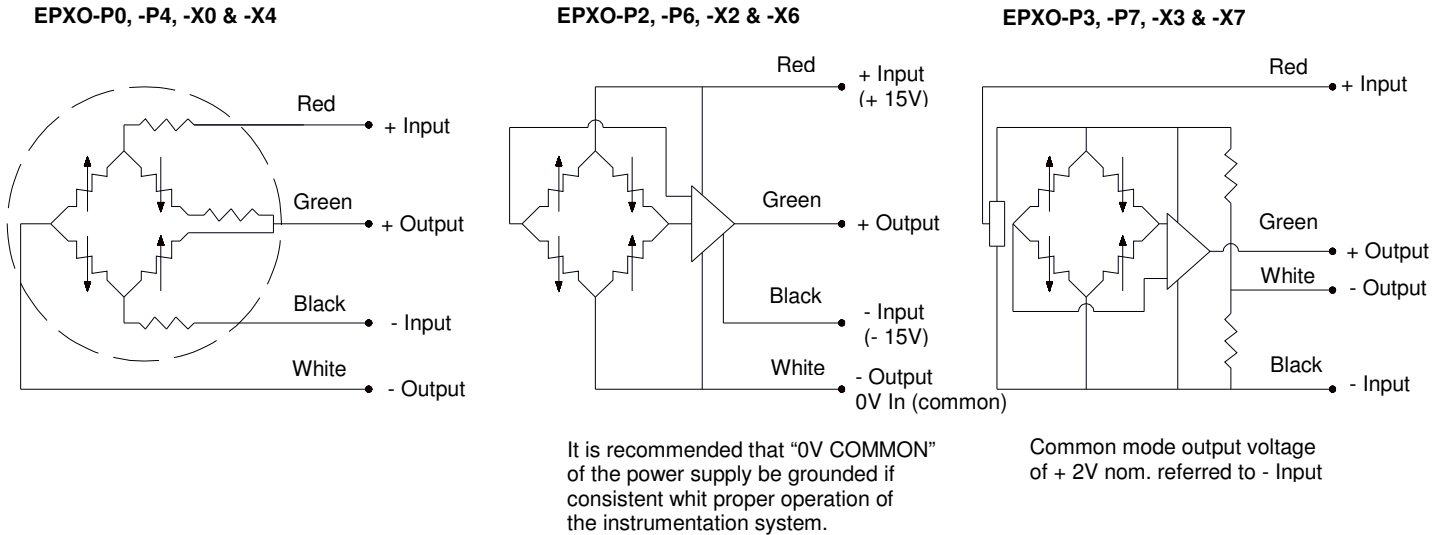 EPXO-P0, -P4, -X0 & -X4
Red
+ Input
Green
+ Output
Black
- Input
White
- Output
EPXO-P2, -P6, -X2 & -X6
Red
+ Input
(+ 15V)
Green
+ Output
Black
- Input
(- 15V)
White
- Output
0V In (common)
It is recommended that “0V COMMON”
of the power supply be grounded if
consistent whit proper operation of
the instrumentation system.
EPXO-P3, -P7, -X3 & -X7
Red
+ Input
Green
+ Output
White
- Output
Black
- Input
Common mode output voltage
of + 2V nom. referred to - Input